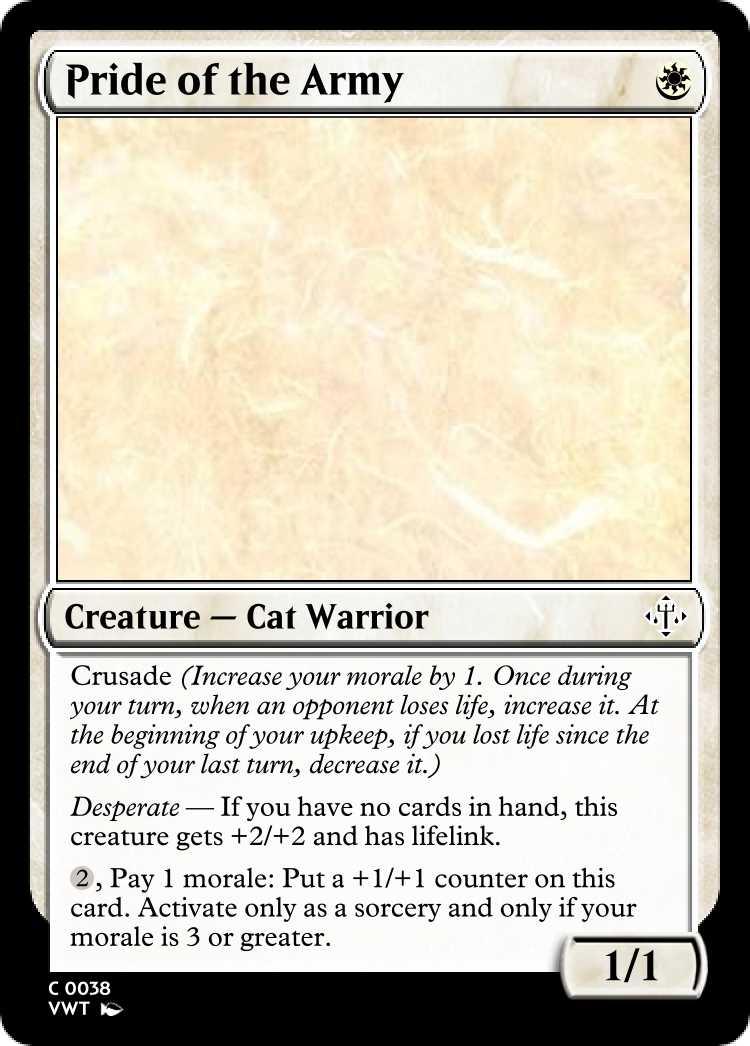 Pride of the Army
Creature — Cat Warrior
Crusade (Increase your morale by 1. Once during
your turn, when an opponent loses life, increase it. At
the beginning of your upkeep, if you lost life since the
end of your last turn, decrease it.)
Desperate — If you have no cards in hand, this
creature gets +2/+2 and has lifelink.
2, Pay 1 morale: Put a +1/+1 counter on this
card. Activate only as a sorcery and only if your
morale is 3 or greater.
1/1
C 0038
VWT